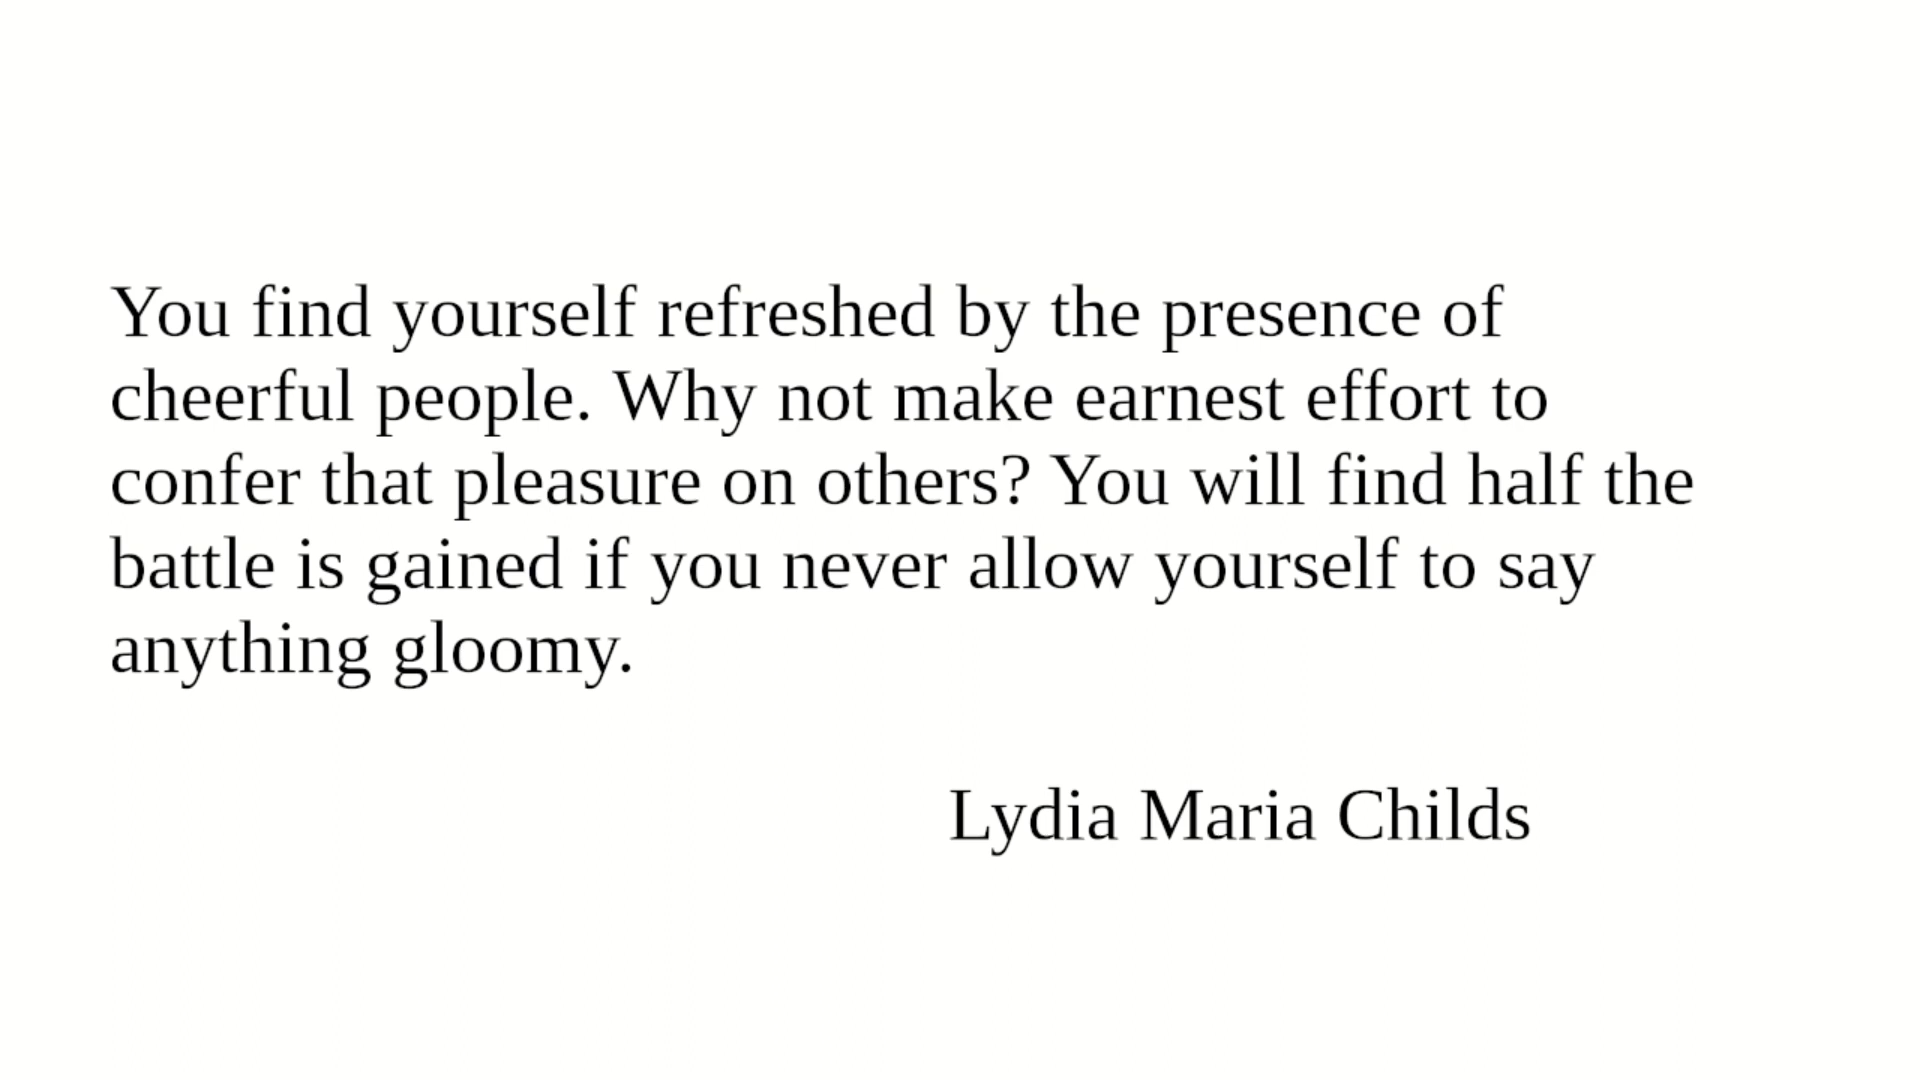 You find yourself refreshed by the presence of
cheerful people. Why not make earnest effort to
confer that pleasure on others? You will find half the
battle is gained if you never allow yourself to say
anything gloomy.
Lydia Maria Childs